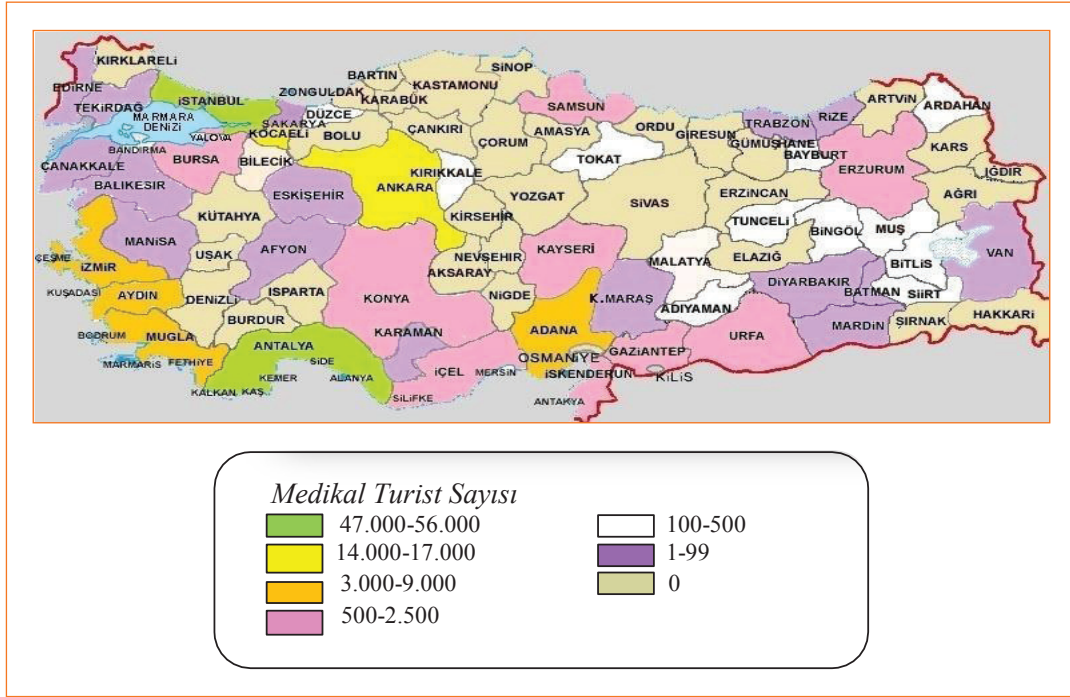 KIRKLARELİ
EDİRNE
TEKİRDAĞ
İSTANBUL
MARMARA
DENİZİ
YALOVA
KOCAELİ
SAKARYA
DÜZCE
ZONGULDAK
BARTIN
KARABÜK
KASTAMONU
SİNOP
SAMSUN
BOLU
ÇANKIRI
ÇORUM
AMASYA
ORDU
GİRESUN
TRABZON
RİZE
ARTVİN
ARDAHAN
GÜMÜŞHANE
BAYBURT
KARS
IĞDIR
ÇANAKKALE
BANDIRMA
BURSA
BİLECİK
BALIKESIR
ESKİŞEHİR
ANKARA
KIRIKKALE
TOKAT
YOZGAT
SİVAS
ERZİNCAN
ERZURUM
AĞRI
KÜTAHYA
MANİSA
UŞAK
AFYON
KİRSEHİR
NEVSEHIR
AKSARAY
KAYSERİ
MALATYA
TUNCELİ
ELAZIĞ
BİNGÖL
MUŞ
BİTLİS
VAN
ÇEŞME
İZMİR
KUŞADASI
AYDIN
DENİZLİ
ISPARTA
BURDUR
KONYA
NİGDE
K.MARAŞ
ADIYAMAN
DİYARBAKIR
BATMAN
SİİRT
ŞIRNAK
HAKKARİ
BODRUM
MUGLA
MARMARİS
FETHİYE
ANTALYA
SİDE
KEMER
ALANYA
KALKAN
KAŞ
KARAMAN
İÇEL
MERSİN
SİLİFKE
ADANA
OSMANİYE
İSKENDERUN
ANTAKYA
GAZİANTEP
KİLİS
URFA
MARDİN
Medikal Turist Sayısı
47.000-56.000
14.000-17.000
3.000-9.000
500-2.500
100-500
1-99
0